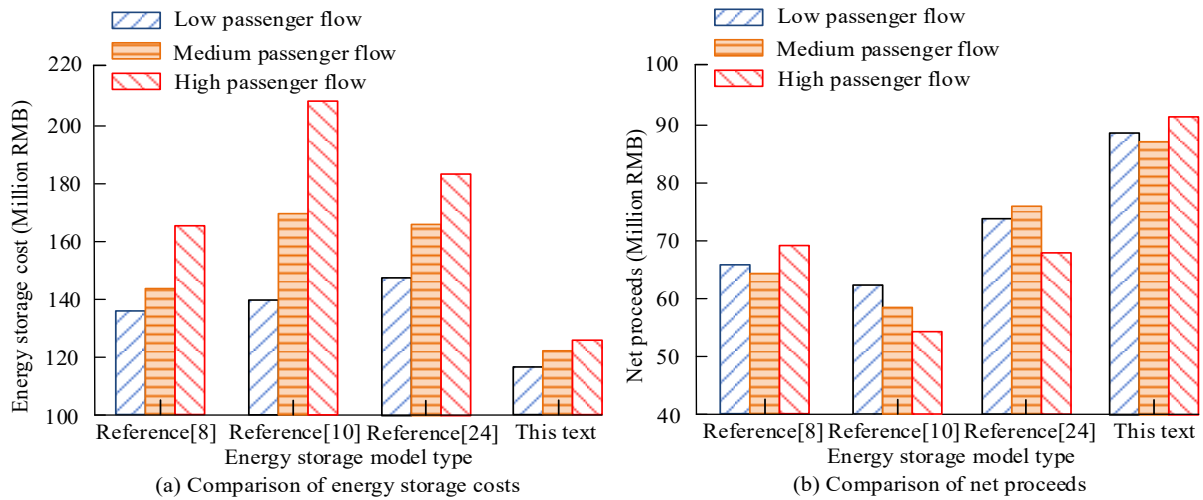 Low passenger flow
Medium passenger flow
High passenger flow
220
200
180
160
140
120
100
Energy storage cost (Million RMB)
Reference[8] Reference[10] Reference[24] This text
Energy storage model type
(a) Comparison of energy storage costs
Low passenger flow
Medium passenger flow
High passenger flow
100
90
80
70
60
50
40
Net proceeds (Million RMB)
Reference[8] Reference[10] Reference[24] This text
Energy storage model type
(b) Comparison of net proceeds